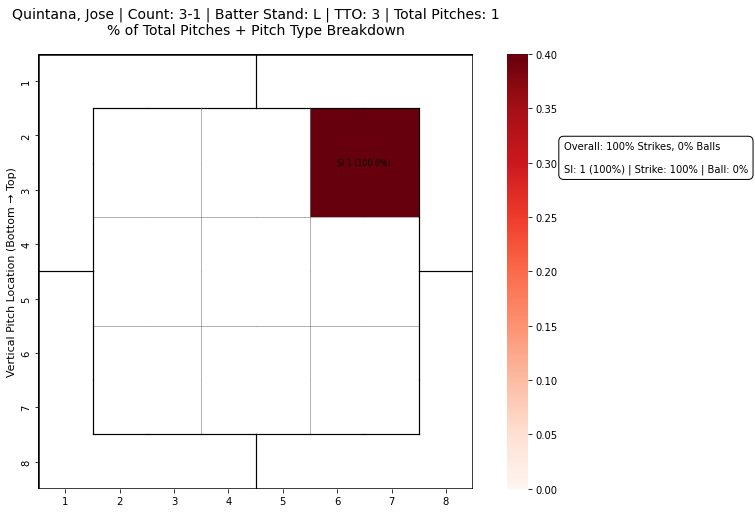 Quintana, Jose | Count: 3-1 | Batter Stand: L | TTO: 3 | Total Pitches: 1
% of Total Pitches + Pitch Type Breakdown
Vertical Pitch Location (Bottom → Top)
1
2
3
4
5
6
7
8
SI 1 (100.0%)
1 2 3 4 5 6 7 8
0.40
0.35
0.30
0.25
0.20
0.15
0.10
0.05
0.00
Overall: 100% Strikes, 0% Balls
SI: 1 (100%) | Strike: 100% | Ball: 0%